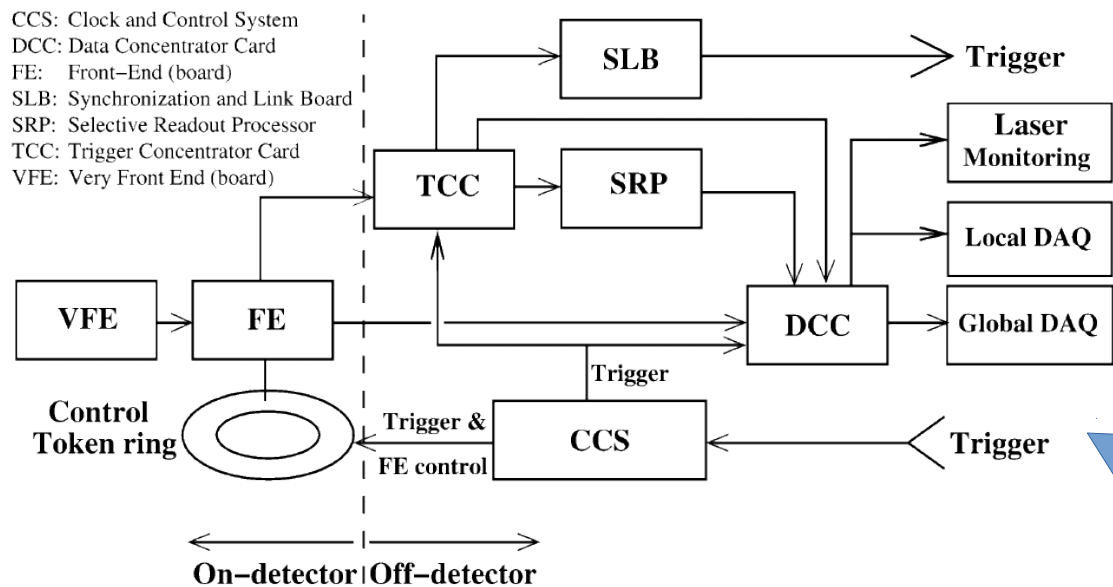 CCS: Clock and Control System
DCC: Data Concentrator Card
FE: Front−End (board)
SLB: Synchronization and Link Board
SRP: Selective Readout Processor
TCC: Trigger Concentrator Card
VFE: Very Front End (board)
SLB
Trigger
Laser
Monitoring
TCC
SRP
Local DAQ
VFE
FE
DCC
Global DAQ
Trigger
Control
Token ring
Trigger &
FE control
CCS
Trigger
On−detector
Off−detector